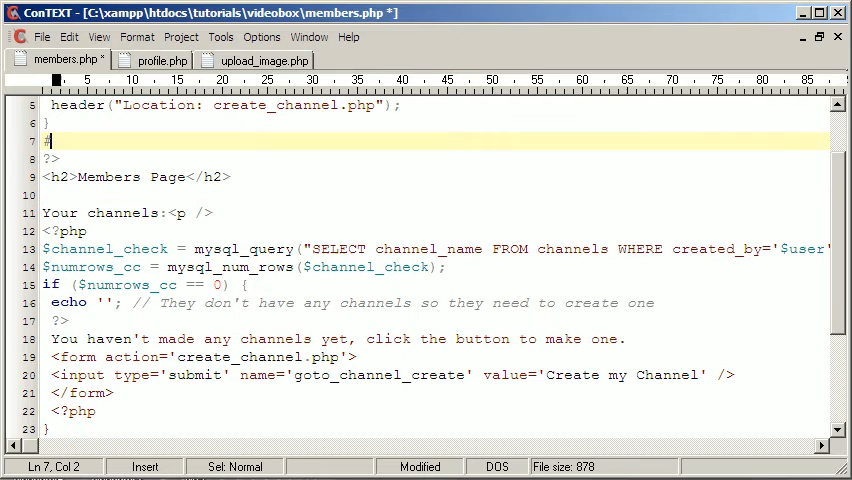 ConTEXT - [C:\xampp\htdocs\tutorials\videobox\members.php *]
File Edit View Format Project Tools Options Window Help
members.php * profile.php upload_image.php
0 5 10 15 20 25 30 35 40 45 50 55 60 65 70 75 80 85
5 header("Location: create_channel.php");
6 }
7 #
8 ?>
9 <h2>Members Page</h2>
10
11 Your channels:<p />
12 <?php
13 $channel_check = mysql_query("SELECT channel_name FROM channels WHERE created_by='$user'
14 $numrows_cc = mysql_num_rows($channel_check);
15 if ($numrows_cc == 0) {
16 echo ''; // They don't have any channels so they need to create one
17 ?>
18 You haven't made any channels yet, click the button to make one.
19 <form action='create_channel.php'>
20 <input type='submit' name='goto_channel_create' value='Create my Channel' />
21 </form>
22 <?php
23 }
Ln 7, Col 2 Insert Sel: Normal Modified DOS File size: 878